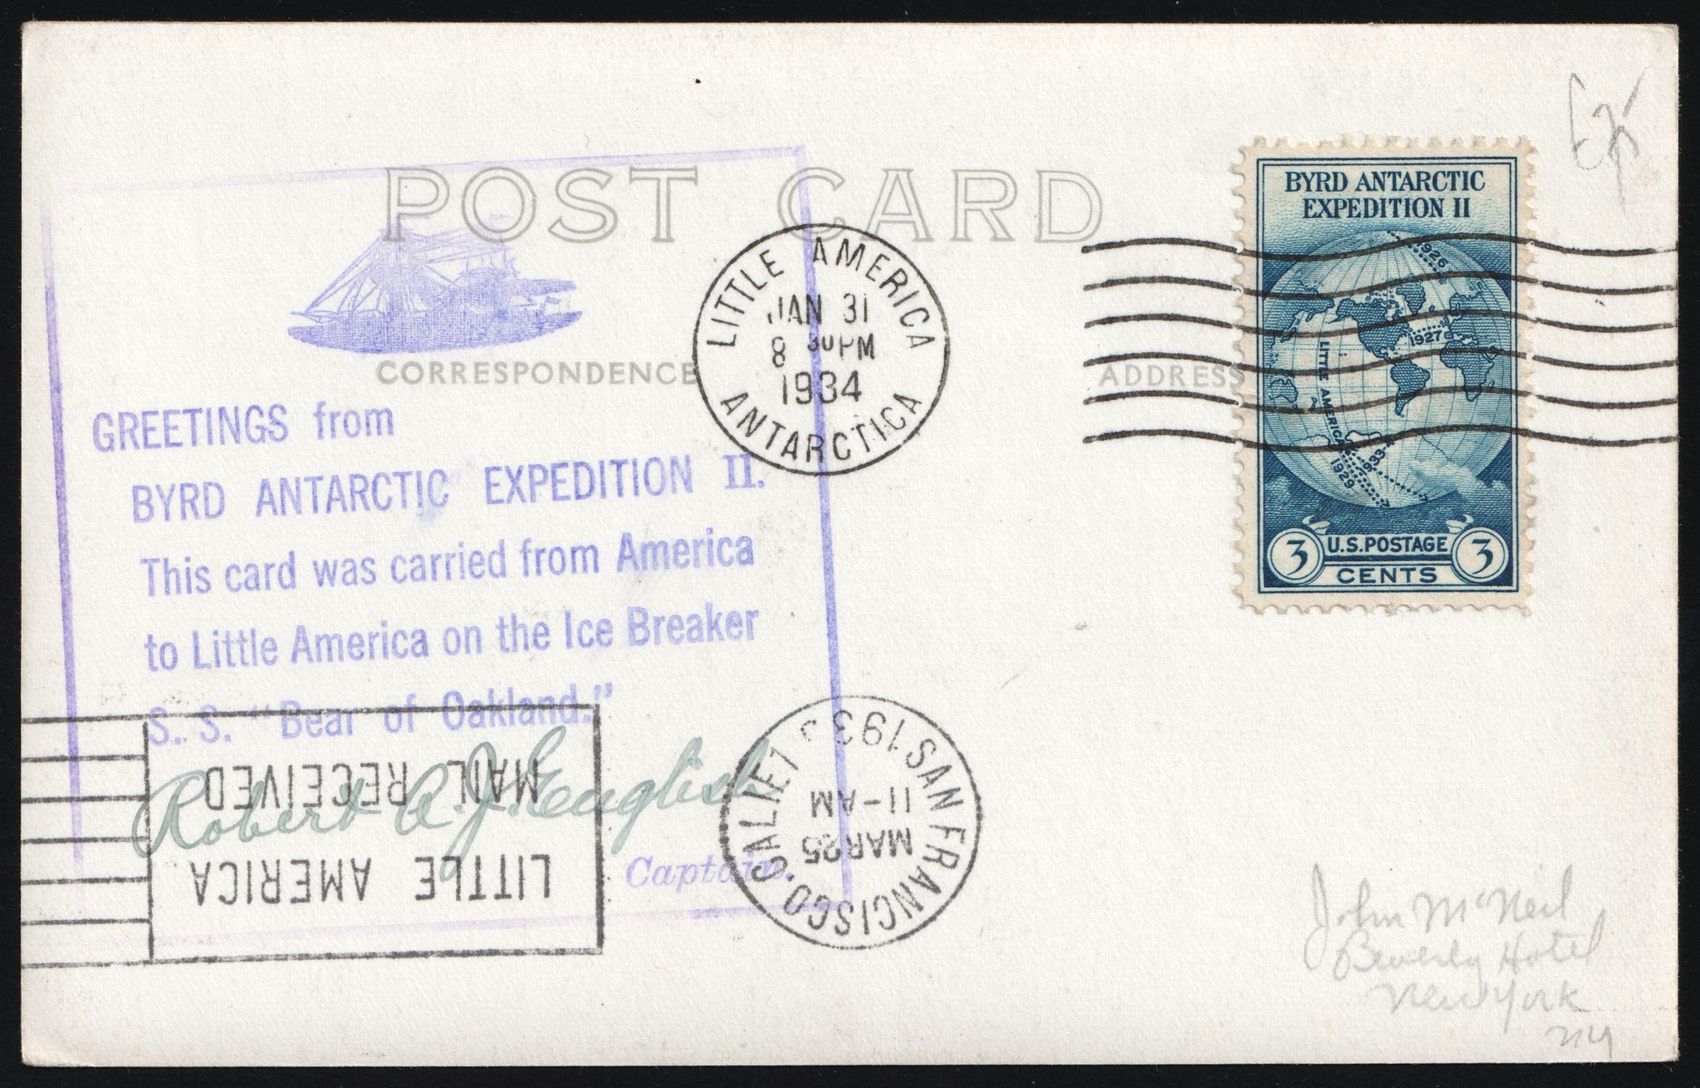 POST CARD
CORRESPONDENCE
ADDRESS
GREETINGS from
BYRD ANTARCTIC EXPEDITION II.
This card was carried from America
to Little America on the Ice Breaker
S. S. "Bear of Oakland."
Robert A. J. English
Captain.
LITTLE AMERICA
JAN 31
8 30 PM
1934
ANTARCTICA
BYRD ANTARCTIC
EXPEDITION II
1926
1927
LITTLE AMERICA
1929
1933
3 U.S. POSTAGE 3
CENTS
LITTLE AMERICA
MAIL RECEIVED
SAN FRANCISCO. CALIF.
MAR 25
11-AM
193
John McNeil
Beverly Hotel
New York
NY